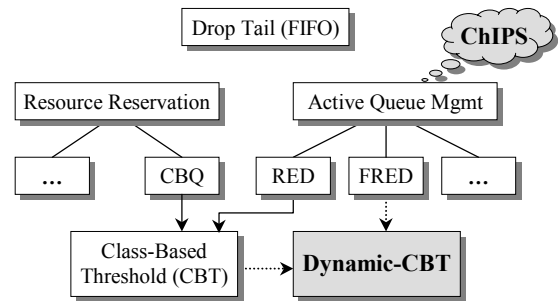 Drop Tail (FIFO)
ChIPS
Resource Reservation
Active Queue Mgmt
...
CBQ
RED
FRED
...
Class-Based
Threshold (CBT)
Dynamic-CBT